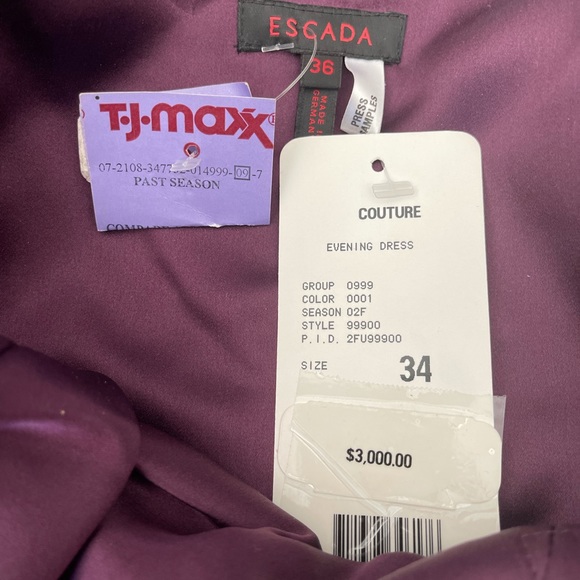 ESCADA
36
MADE IN
GERMANY
PRESS
SAMPLES
T·J·maxx®
PAST SEASON
COUTURE
EVENING DRESS
GROUP 0999
COLOR 0001
SEASON 02F
STYLE 99900
P.I.D. 2FU99900
SIZE 34
$3,000.00